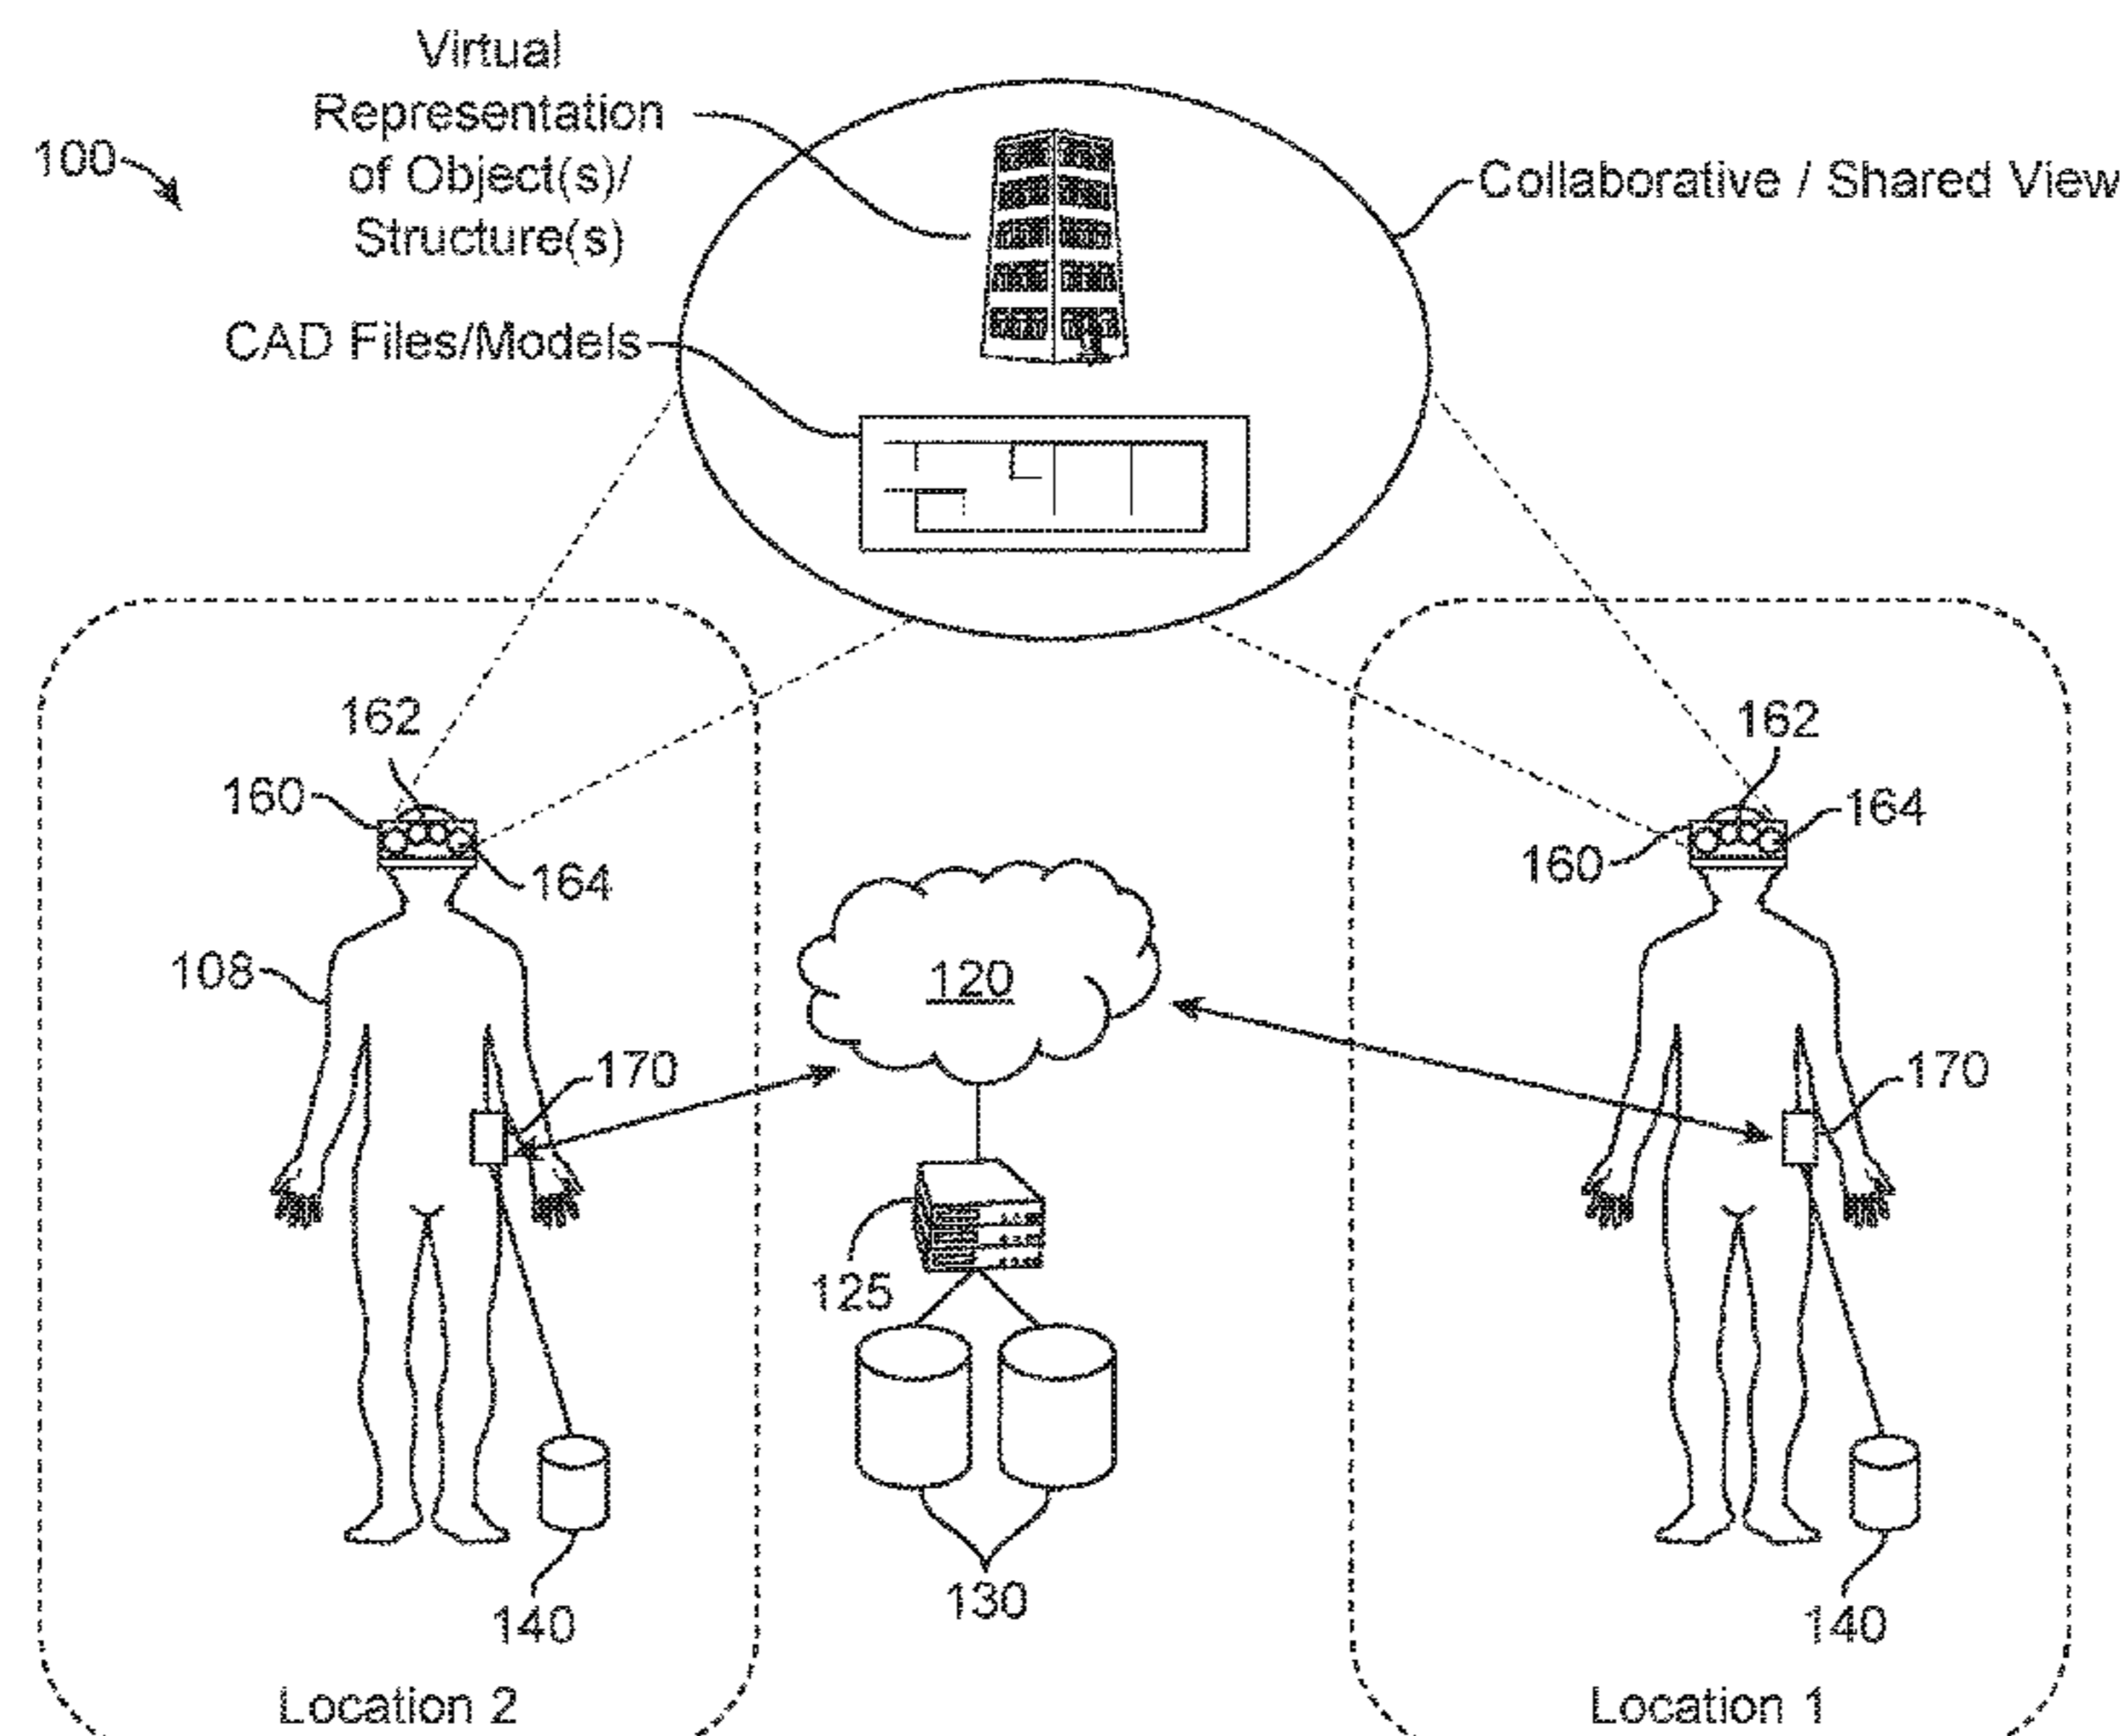 Virtual
Representation
of Object(s)/
Structure(s)
100
Collaborative / Shared View
CAD Files/Models
162
160
164
108
170
140
Location 2
120
125
130
162
164
160
170
140
Location 1